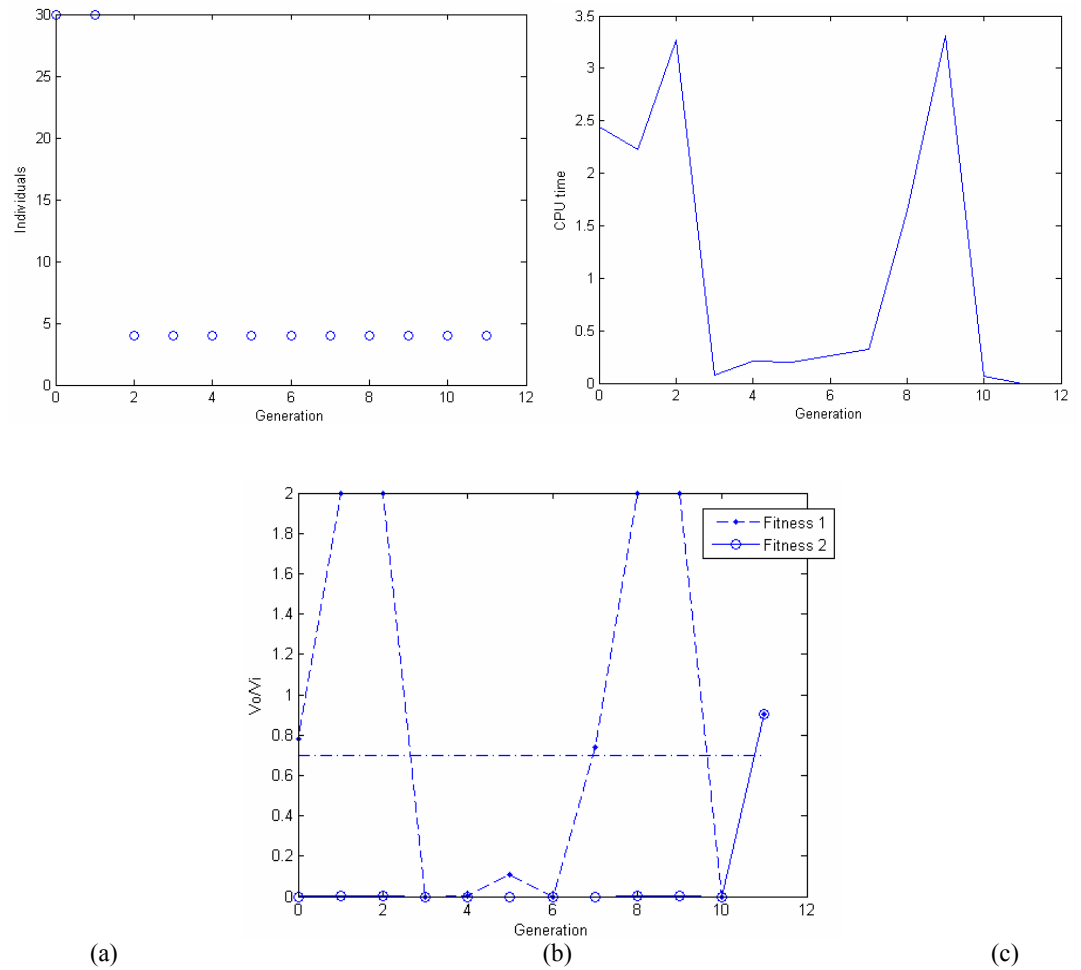 30
25
20
15
10
5
0
Individuals
0 2 4 6 8 10 12
Generation
3.5
3
2.5
2
1.5
1
0.5
0
CPU time
0 2 4 6 8 10 12
Generation
2
1.8
1.6
1.4
1.2
1
0.8
0.6
0.4
0.2
0
Vo/Vi
Fitness 1
Fitness 2
0 2 4 6 8 10 12
Generation
(a) (b) (c)